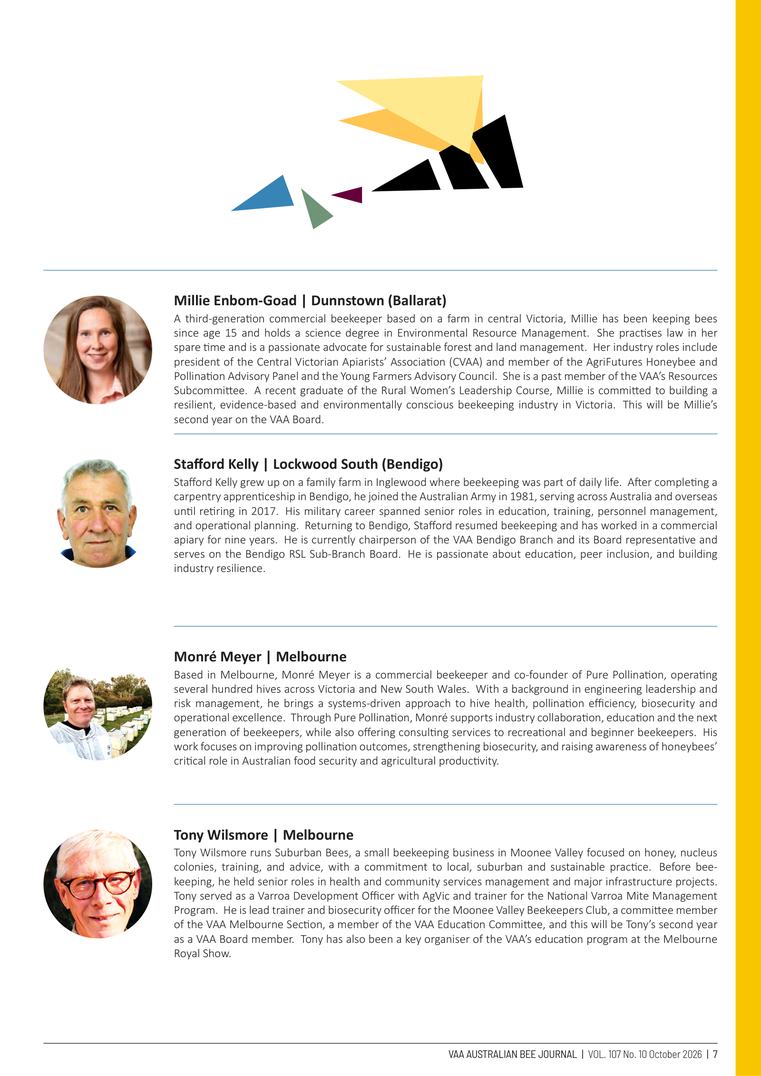 Millie Enbom-Goad | Dunnstown (Ballarat)
A third-generation commercial beekeeper based on a farm in central Victoria, Millie has been keeping bees
since age 15 and holds a science degree in Environmental Resource Management. She practises law in her
spare time and is a passionate advocate for sustainable forest and land management. Her industry roles include
president of the Central Victorian Apiarists' Association (CVAA) and member of the AgriFutures Honeybee and
Pollination Advisory Panel and the Young Farmers Advisory Council. She is a past member of the VAA's Resources
Subcommittee. A recent graduate of the Rural Women's Leadership Course, Millie is committed to building a
resilient, evidence-based and environmentally conscious beekeeping industry in Victoria. This will be Millie's
second year on the VAA Board.
Stafford Kelly | Lockwood South (Bendigo)
Stafford Kelly grew up on a family farm in Inglewood where beekeeping was part of daily life. After completing a
carpentry apprenticeship in Bendigo, he joined the Australian Army in 1981, serving across Australia and overseas
until retiring in 2017. His military career spanned senior roles in education, training, personnel management,
and operational planning. Returning to Bendigo, Stafford resumed beekeeping and has worked in a commercial
apiary for nine years. He is currently chairperson of the VAA Bendigo Branch and its Board representative and
serves on the Bendigo RSL Sub-Branch Board. He is passionate about education, peer inclusion, and building
industry resilience.
Monré Meyer | Melbourne
Based in Melbourne, Monré Meyer is a commercial beekeeper and co-founder of Pure Pollination, operating
several hundred hives across Victoria and New South Wales. With a background in engineering leadership and
risk management, he brings a systems-driven approach to hive health, pollination efficiency, biosecurity and
operational excellence. Through Pure Pollination, Monré supports industry collaboration, education and the next
generation of beekeepers, while also offering consulting services to recreational and beginner beekeepers. His
work focuses on improving pollination outcomes, strengthening biosecurity, and raising awareness of honeybees'
critical role in Australian food security and agricultural productivity.
Tony Wilsmore | Melbourne
Tony Wilsmore runs Suburban Bees, a small beekeeping business in Moonee Valley focused on honey, nucleus
colonies, training, and advice, with a commitment to local, suburban and sustainable practice. Before bee-
keeping, he held senior roles in health and community services management and major infrastructure projects.
Tony served as a Varroa Development Officer with AgVic and trainer for the National Varroa Mite Management
Program. He is lead trainer and biosecurity officer for the Moonee Valley Beekeepers Club, a committee member
of the VAA Melbourne Section, a member of the VAA Education Committee, and this will be Tony's second year
as a VAA Board member. Tony has also been a key organiser of the VAA's education program at the Melbourne
Royal Show.
VAA AUSTRALIAN BEE JOURNAL | VOL. 107 No. 10 October 2026 | 7